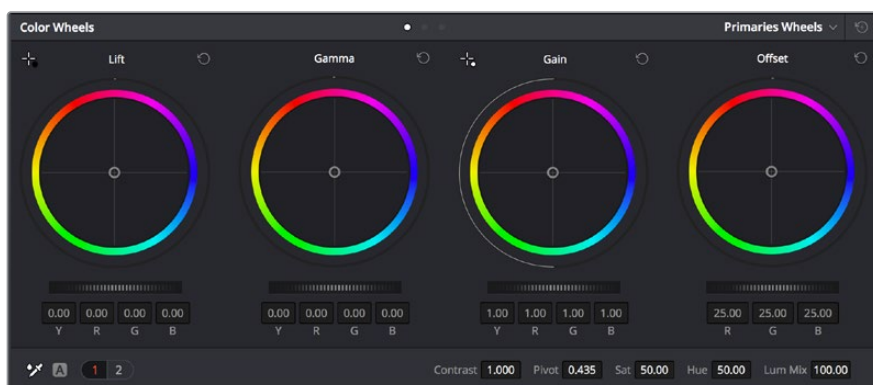 Color Wheels Primaries Wheels
Lift Gamma Gain Offset
0.00 0.00 0.00 0.00 0.00 0.00 0.00 0.00 1.00 1.00 1.00 1.00 25.00 25.00 25.00
Y R G B Y R G B Y R G B R G B
A 1 2 Contrast 1.000 Pivot 0.435 Sat 50.00 Hue 50.00 Lum Mix 100.00